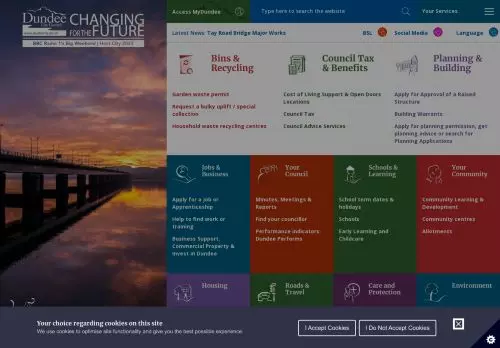 Dundee
City Council
www.dundee.gov.uk
CHANGING
FOR THE FUTURE
BBC Radio 1's Big Weekend | Host City 2023
Access MyDundee
Type here to search the website
Your Services
Latest News: Tay Road Bridge Major Works
BSL
Social Media
Language
Bins &
Recycling
Garden waste permit
Request a bulky uplift / special
collection
Household waste recycling centres
Council Tax
& Benefits
Cost of Living Support & Open Doors
Locations
Council Tax
Council Advice Services
Planning &
Building
Apply for Approval of a Raised
Structure
Building Warrants
Apply for planning permission, get
planning advice or search for
Planning Applications
Jobs &
Business
Apply for a job or
Apprenticeship
Help to find work or
training
Business Support,
Commercial Property &
Invest in Dundee
Your
Council
Minutes, Meetings &
Reports
Find your councillor
Performance indicators
Dundee Performs
Schools &
Learning
School term dates &
holidays
Schools
Early Learning and
Childcare
Your
Community
Community Learning &
Development
Community centres
Allotments
Housing
Roads &
Travel
Care and
Protection
Environment
Your choice regarding cookies on this site
We use cookies to optimise site functionality and give you the best possible experience.
I Accept Cookies
I Do Not Accept Cookies